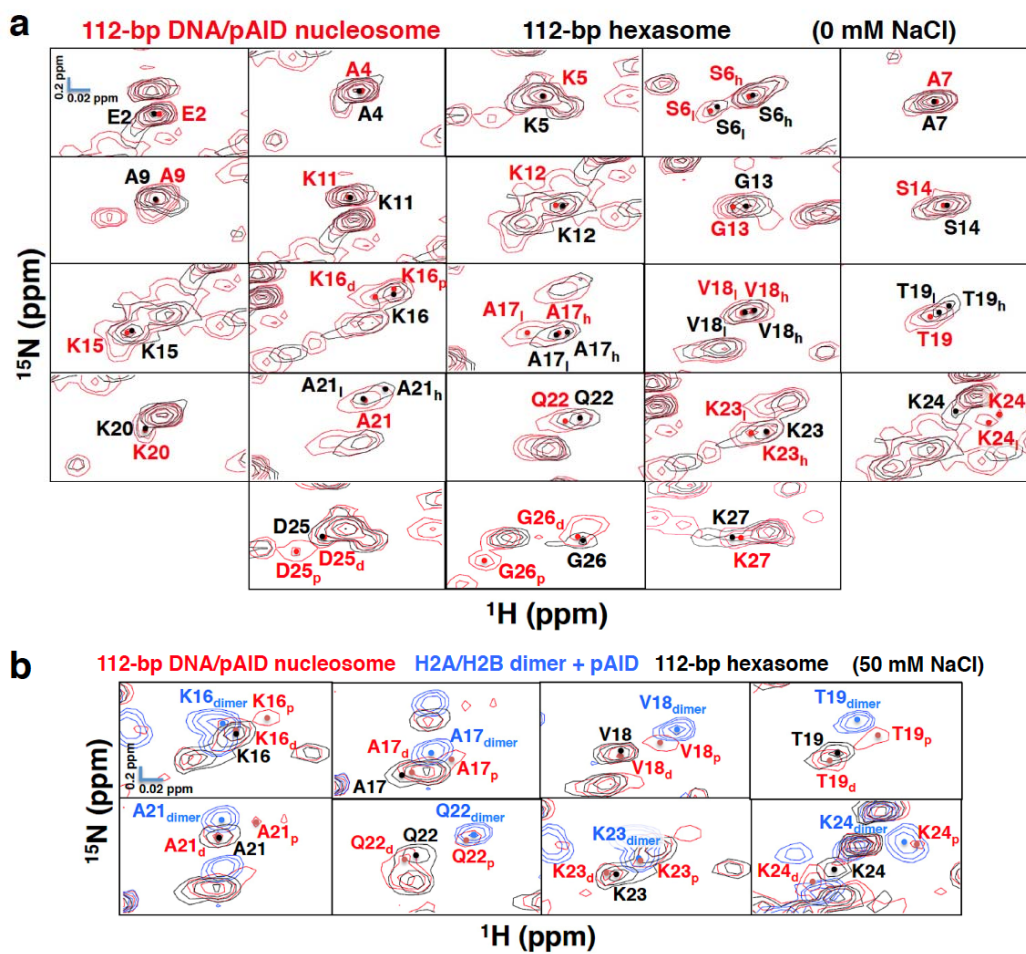 a
112-bp DNA/pAID nucleosome 112-bp hexasome (0 mM NaCl)
0.2 ppm
0.02 ppm
E2 E2
A4
A4
K5
K5
S6h
S6l
S6l
S6h
A7
A7
A9 A9
K11
K11
K12
K12
G13
G13
S14
S14
K15
K15
K16d K16p
K16
A17l A17h
A17l A17h
V18l V18h
V18l V18h
T19l T19h
T19
K20
K20
A21l A21h
A21
Q22 Q22
K23l
K23
K23h
K24 K24
K24l
D25
D25d
D25p
G26d
G26
G26p
K27
K27
15N (ppm)
1H (ppm)
b
112-bp DNA/pAID nucleosome H2A/H2B dimer + pAID 112-bp hexasome (50 mM NaCl)
K16dimer K16p
K16d
K16
0.2 ppm
0.02 ppm
A17d A17dimer
A17 A17p
V18 V18dimer
V18d V18p
T19dimer
T19 T19p
T19d
A21dimer
A21d A21 A21p
Q22 Q22dimer
Q22d
Q22p
K23dimer
K23d K23p
K23
K24dimer K24p
K24d K24
15N (ppm)
1H (ppm)